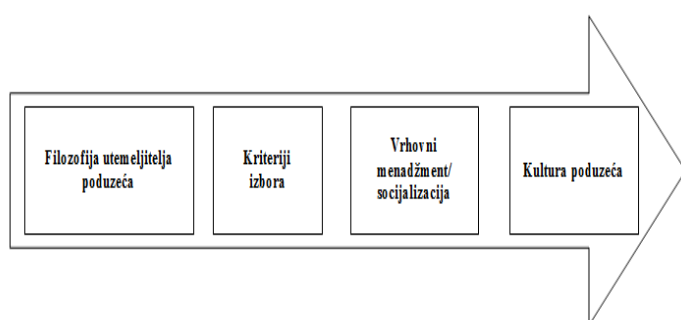 Filozofija utemeljitelja
poduzeća
Kriteriji
izbora
Vrhovni
menadžment/
socijalizacija
Kultura poduzeća